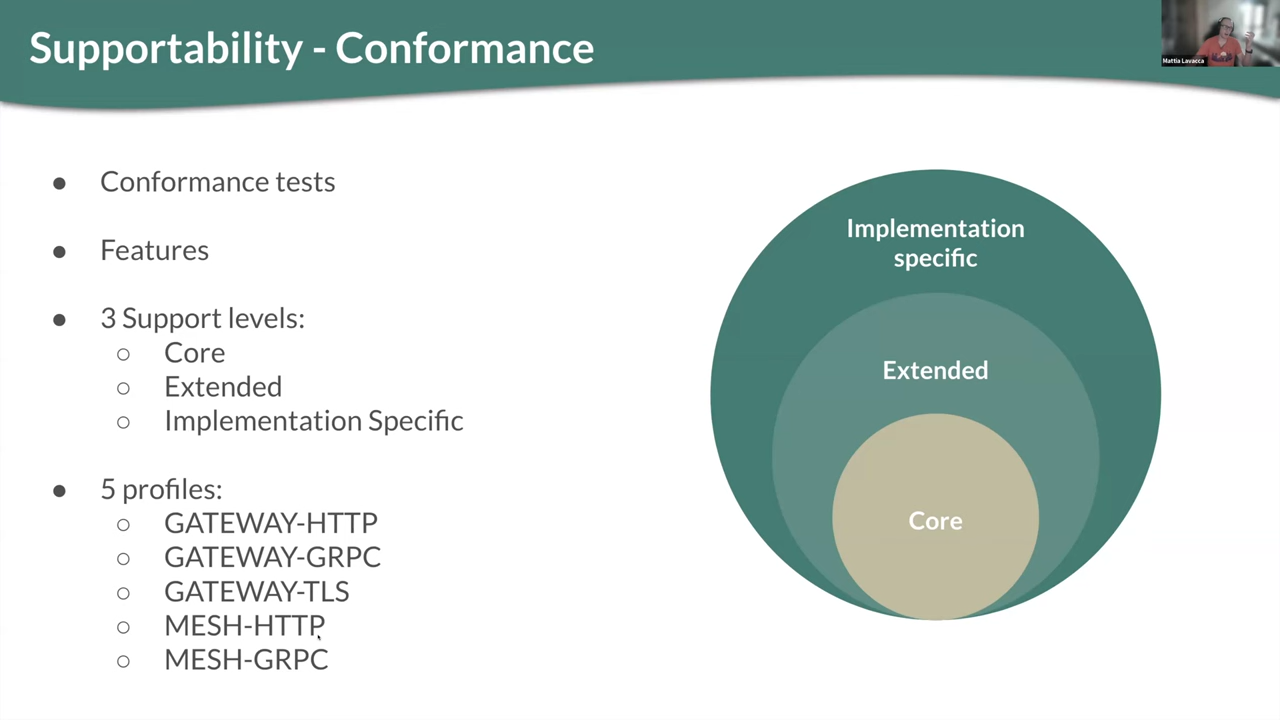 Supportability - Conformance
Mattia Lavacca
● Conformance tests
● Features
● 3 Support levels:
○ Core
○ Extended
○ Implementation Specific
● 5 profiles:
○ GATEWAY-HTTP
○ GATEWAY-GRPC
○ GATEWAY-TLS
○ MESH-HTTP
○ MESH-GRPC
Implementation
specific
Extended
Core